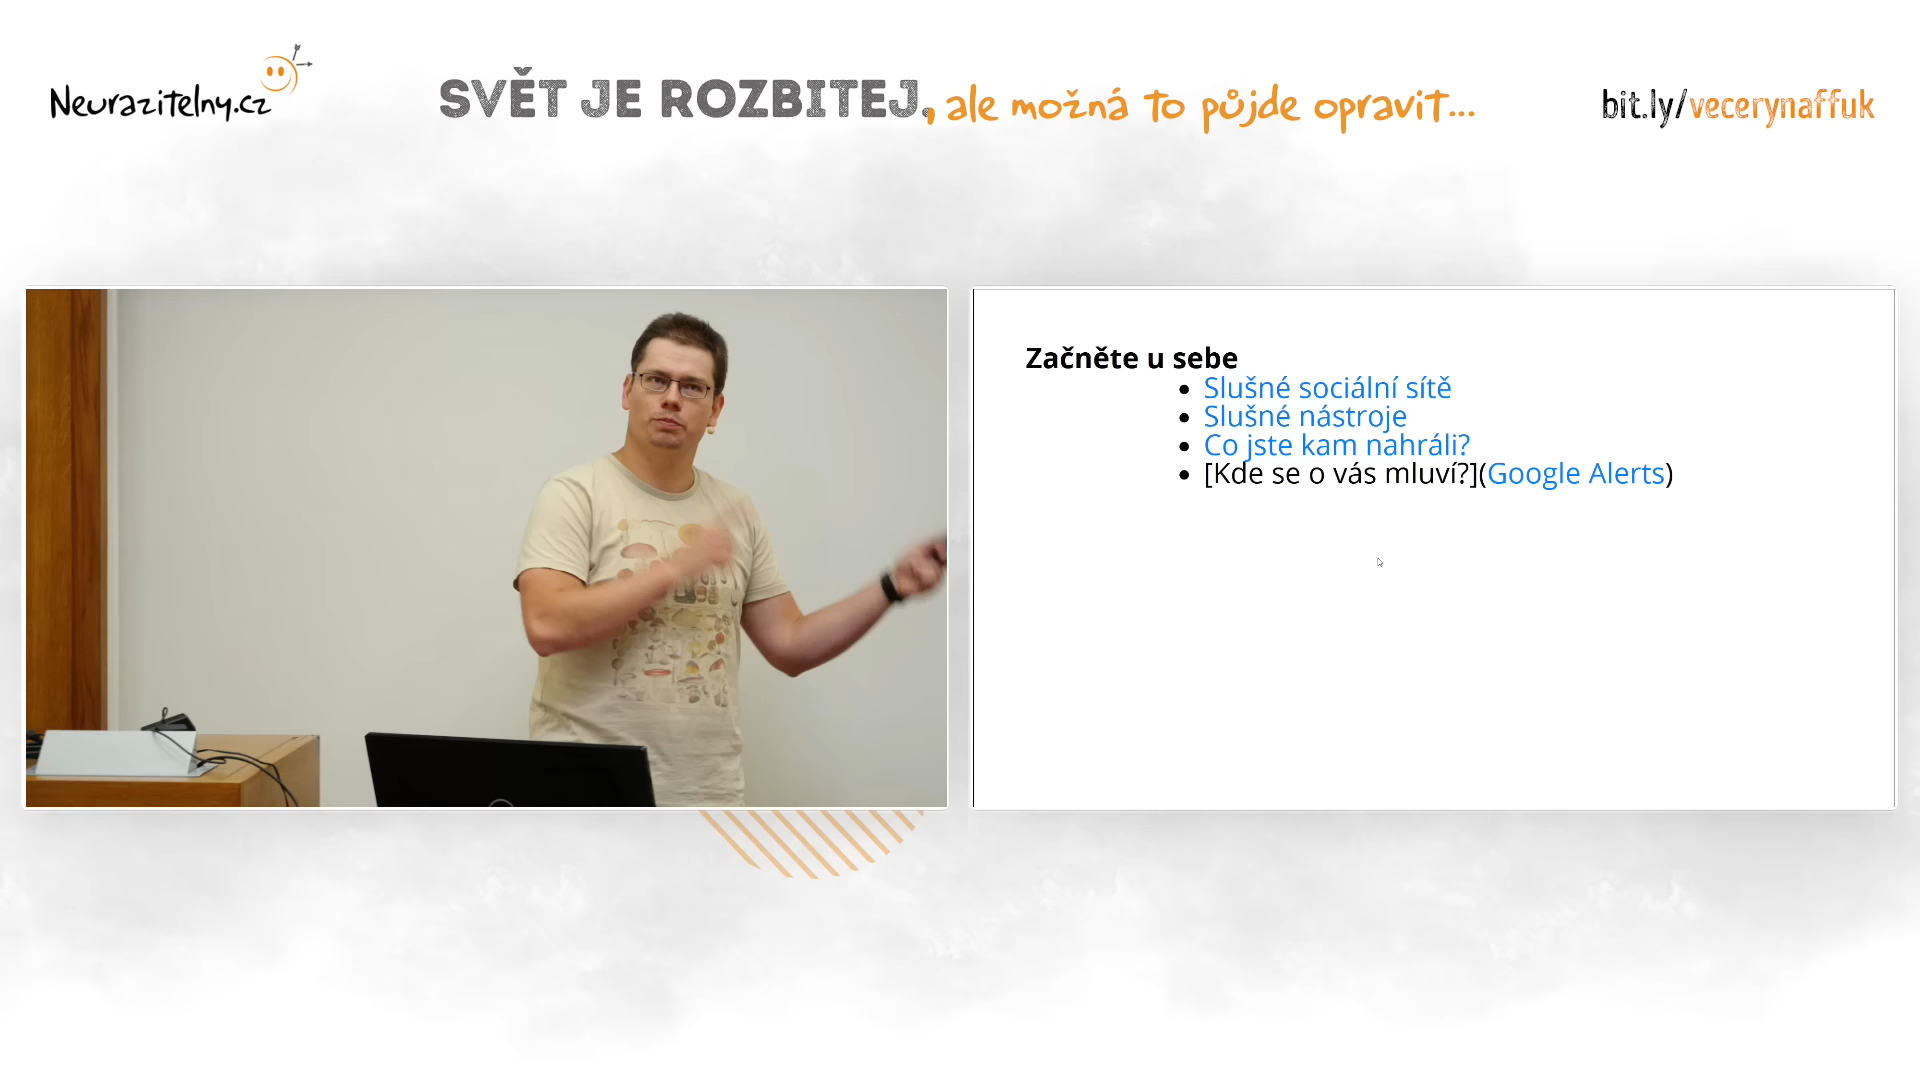 Neurazitelny.cz
SVĚT JE ROZBITEJ, ale možná to půjde opravit...
bit.ly/vecerynaffuk
Začněte u sebe
Slušné sociální sítě
Slušné nástroje
Co jste kam nahráli?
[Kde se o vás mluví?](Google Alerts)